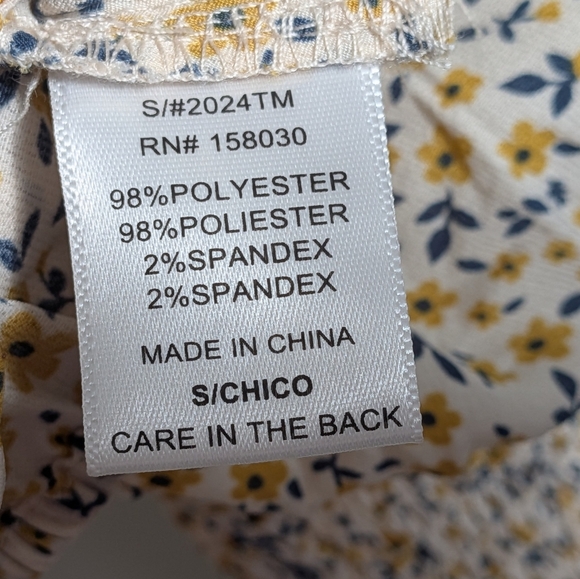 S/#2024TM
RN# 158030
98%POLYESTER
98%POLIESTER
2%SPANDEX
2%SPANDEX
MADE IN CHINA
S/CHICO
CARE IN THE BACK